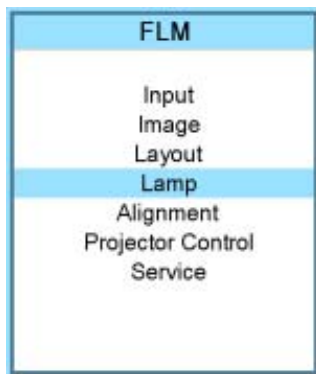 FLM
Input
Image
Layout
Lamp
Alignment
Projector Control
Service